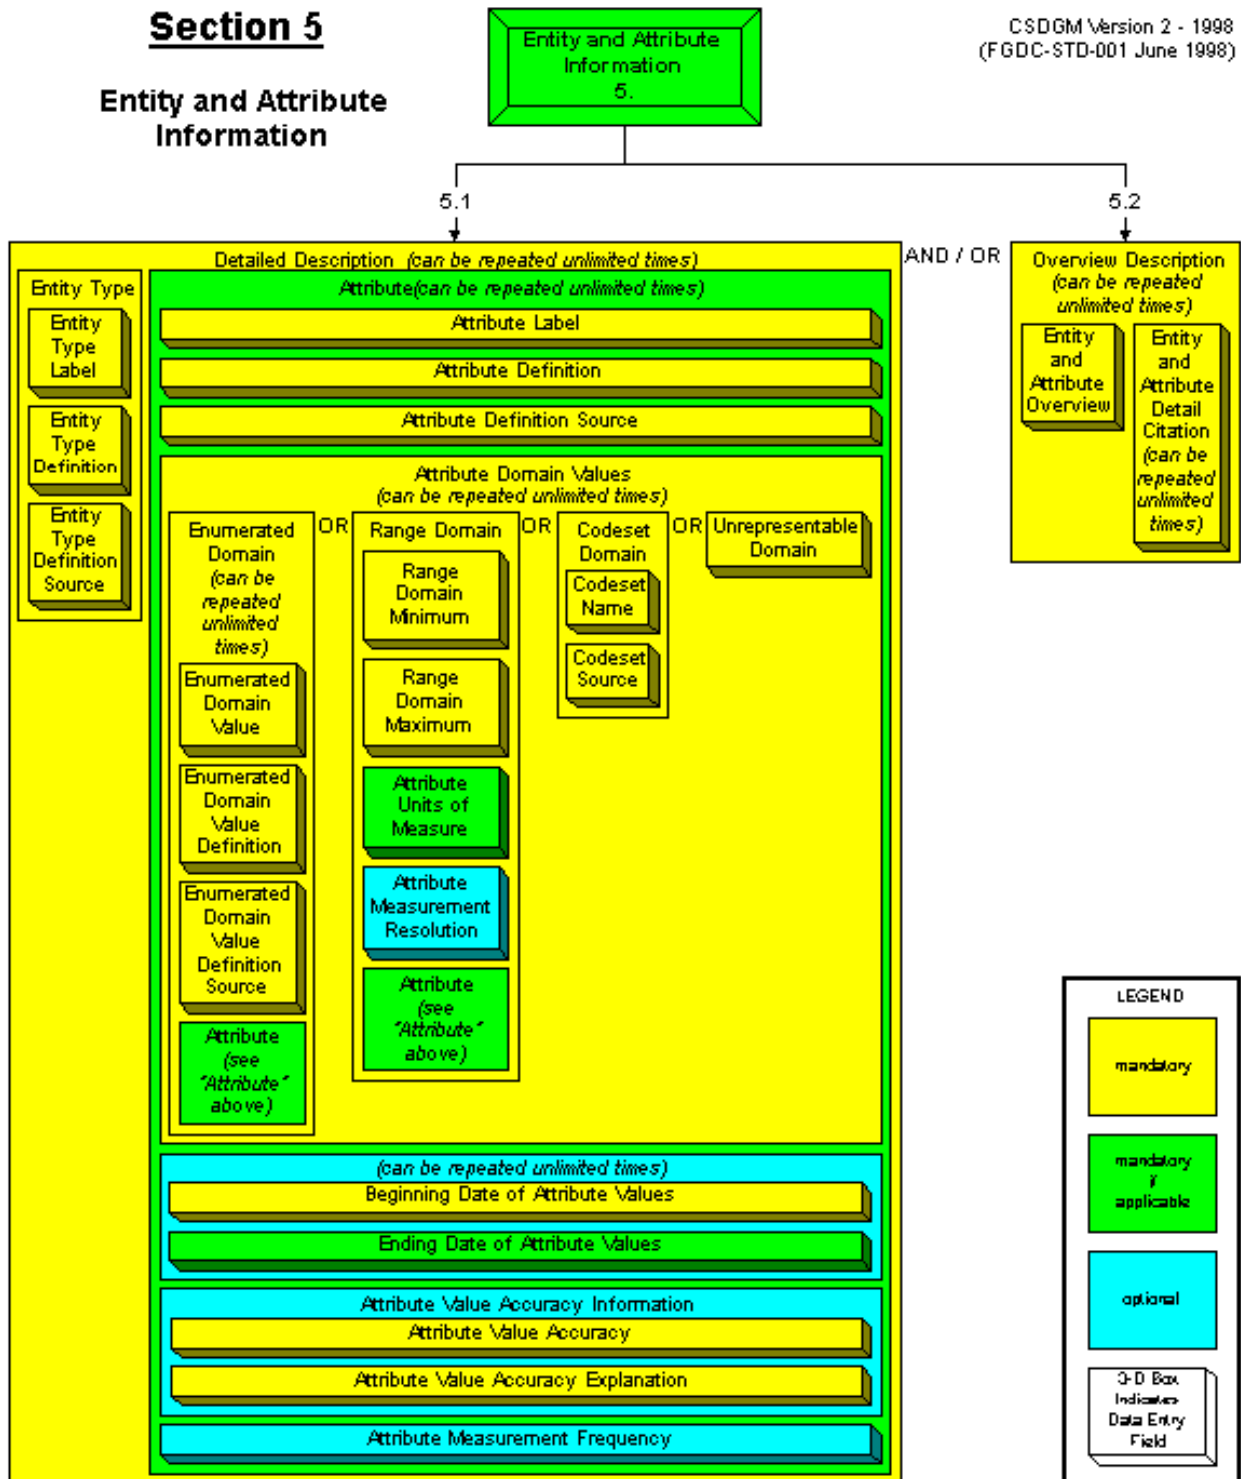 Section 5
Entity and Attribute
Information
Entity and Attribute
Information
5.
CSDGM Version 2 - 1998
(FGDC-STD-001 June 1998)
5.1
5.2
Detailed Description (can be repeated unlimited times)
AND / OR
Entity Type
Entity
Type
Label
Entity
Type
Definition
Entity
Type
Definition
Source
Attribute(can be repeated unlimited times)
Attribute Label
Attribute Definition
Attribute Definition Source
Attribute Domain Values
(can be repeated unlimited times)
Enumerated
Domain
(can be
repeated
unlimited
times)
Enumerated
Domain
Value
Enumerated
Domain
Value
Definition
Enumerated
Domain
Value
Definition
Source
Attribute
(see
"Attribute"
above)
OR
Range Domain
Range
Domain
Minimum
Range
Domain
Maximum
Attribute
Units of
Measure
Attribute
Measurement
Resolution
Attribute
(see
"Attribute"
above)
OR
Codeset
Domain
Codeset
Name
Codeset
Source
OR
Unrepresentable
Domain
(can be repeated unlimited times)
Beginning Date of Attribute Values
Ending Date of Attribute Values
Attribute Value Accuracy Information
Attribute Value Accuracy
Attribute Value Accuracy Explanation
Attribute Measurement Frequency
Overview Description
(can be repeated
unlimited times)
Entity
and
Attribute
Overview
Entity
and
Attribute
Detail
Citation
(can be
repeated
unlimited
times)
LEGEND
mandatory
mandatory
if
applicable
optional
3-D Box
Indicates
Data Entry
Field